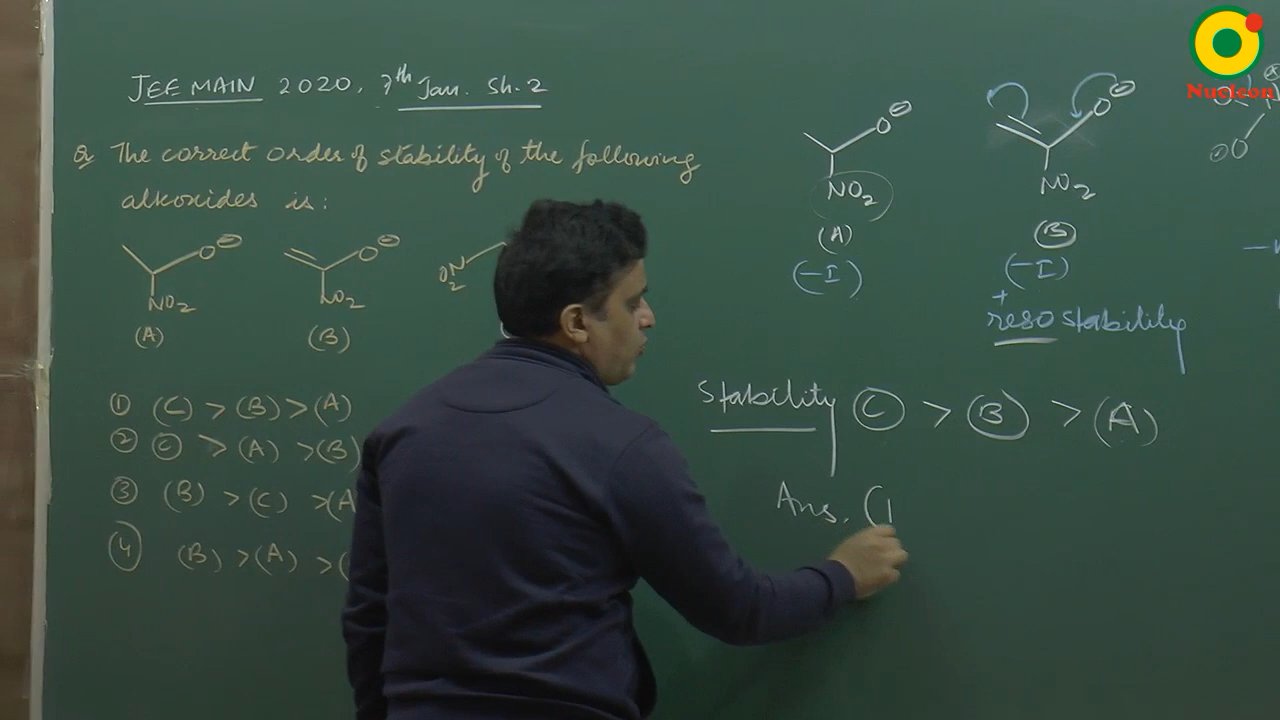 Nucleon
JEE MAIN 2020, 7th Jan. Sh. 2
Q The correct order of stability of the following
alkoxides is:
O⊖
NO2
(A)
O⊖
NO2
(B)
O2N
① (C) > (B) > (A)
② Ⓒ > (A) > (B)
③ (B) > (C) > (A
④ (B) > (A) >
O⊖
NO2
(A)
(-I)
O⊖
NO2
Ⓑ
(-I)
+
reso stability
Stability Ⓒ > Ⓑ > (A)
Ans. (1